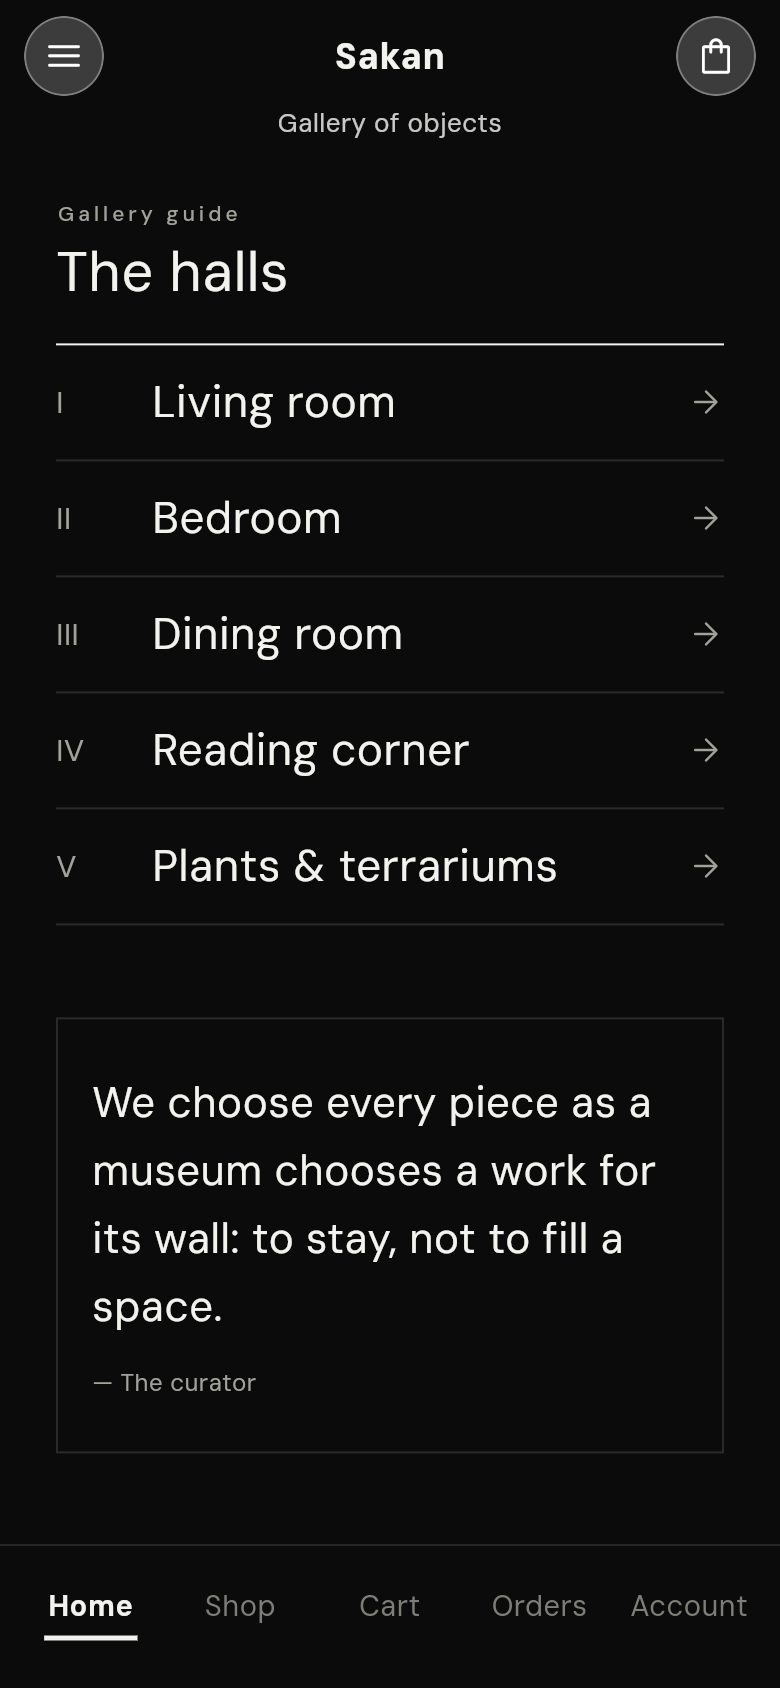 Sakan
Gallery of objects
Gallery guide
The halls
I Living room
II Bedroom
III Dining room
IV Reading corner
V Plants & terrariums
We choose every piece as a
museum chooses a work for
its wall: to stay, not to fill a
space.
— The curator
Home Shop Cart Orders Account